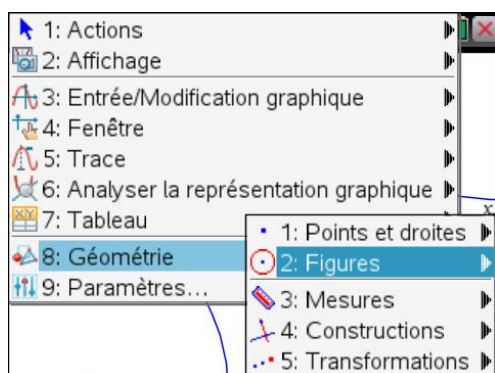 1: Actions
2: Affichage
3: Entrée/Modification graphique
4: Fenêtre
5: Trace
6: Analyser la représentation graphique
7: Tableau
x
8: Géométrie
9: Paramètres...
1: Points et droites
2: Figures
3: Mesures
4: Constructions
5: Transformations